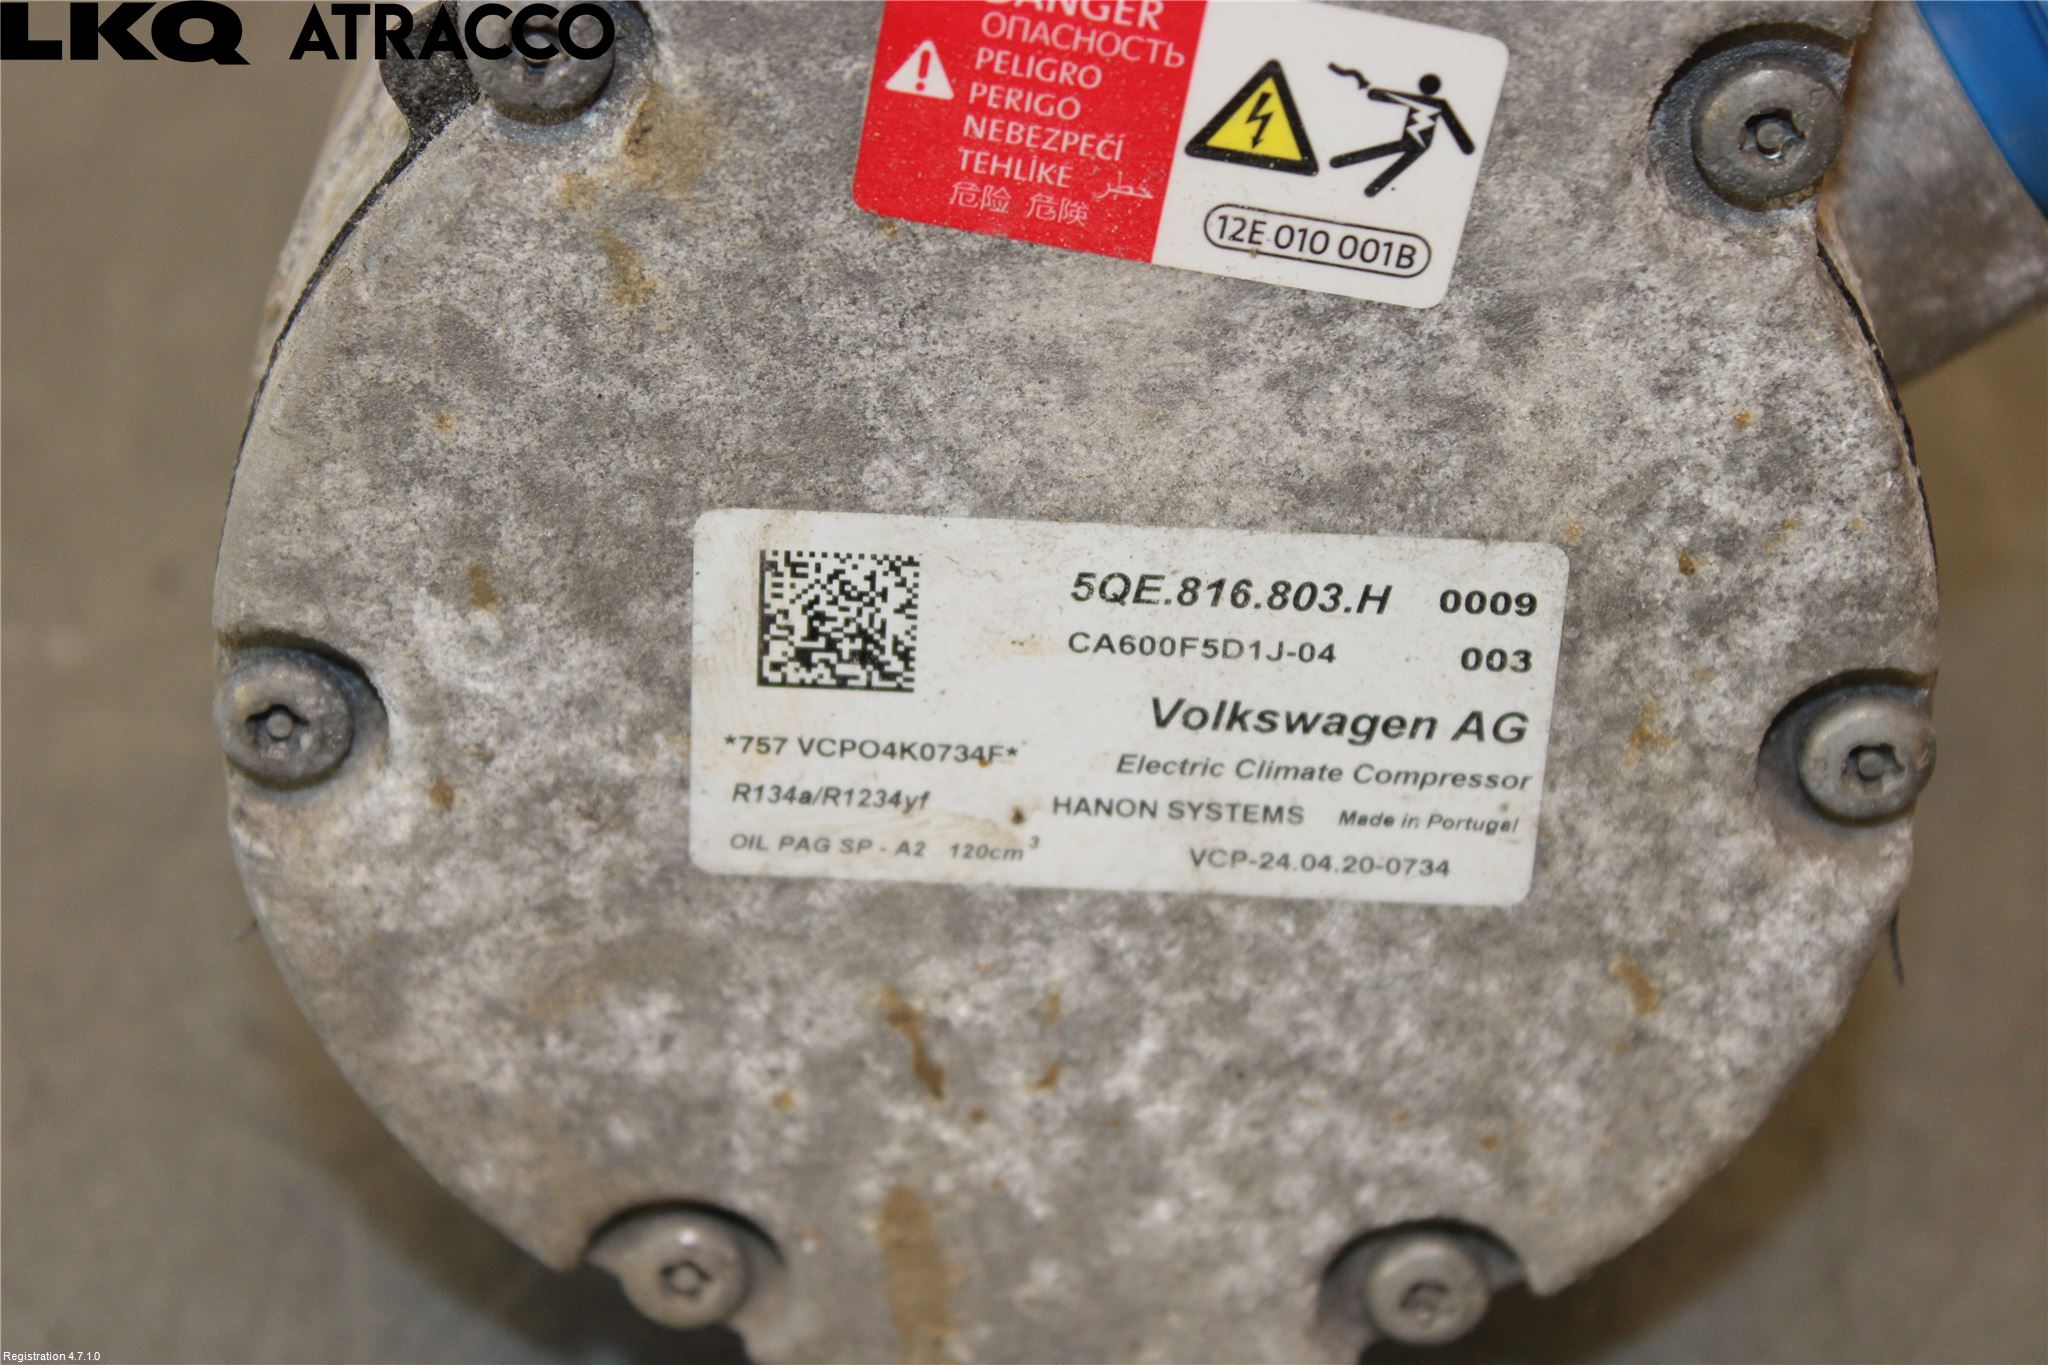 LKQ ATRACCO
DANGER
ОПАСНОСТЬ
PELIGRO
PERIGO
NEBEZPEČÍ
TEHLİKE خطر
危险 危険
12E 010 001B
5QE.816.803.H 0009
CA600F5D1J-04 003
Volkswagen AG
*757 VCPO4K0734F*
Electric Climate Compressor
R134a/R1234yf
HANON SYSTEMS Made in Portugal
OIL PAG SP - A2 120cm³
VCP-24.04.20-0734
Registration 4.7.1.0